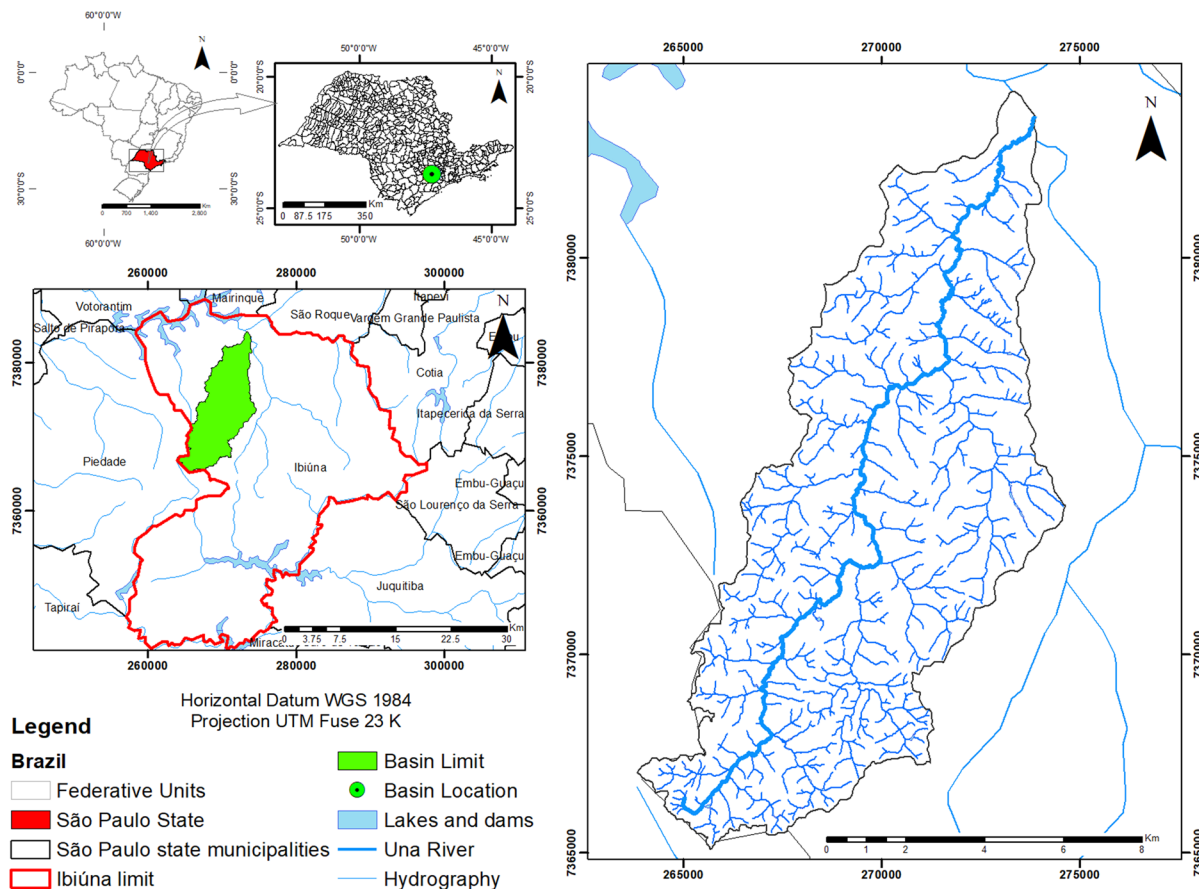 60°0'0"W
N
0°0'0"
0°0'0"
30°0'0"S
30°0'0"S
Km
0 700 1,400 2,800
60°0'0"W
50°0'0"W 45°0'0"W
N
20°0'0"S
20°0'0"S
25°0'0"S
25°0'0"S
Km
0 87.5 175 350
50°0'0"W 45°0'0"W
260000 280000 300000
Mairinque
Itapevi
Votorantim
São Roque
Vargem Grande Paulista
N
Salto de Pirapora
7380000
7380000
Cotia
Itapecerica da Serra
Piedade
Ibiúna
Embu-Guaçu
São Lourenço da Serra
7360000
7360000
Embu-Guaçu
Juquitiba
Tapiraí
Km
0 3.75 7.5 15 22.5 30
260000 280000 300000
Horizontal Datum WGS 1984
Projection UTM Fuse 23 K
Legend
Brazil
Federative Units
São Paulo State
São Paulo state municipalities
Ibiúna limit
Basin Limit
Basin Location
Lakes and dams
Una River
Hydrography
265000 270000 275000
N
7380000
7380000
7375000
7375000
7370000
7370000
7365000
7365000
Km
0 1 2 4 6 8
265000 270000 275000